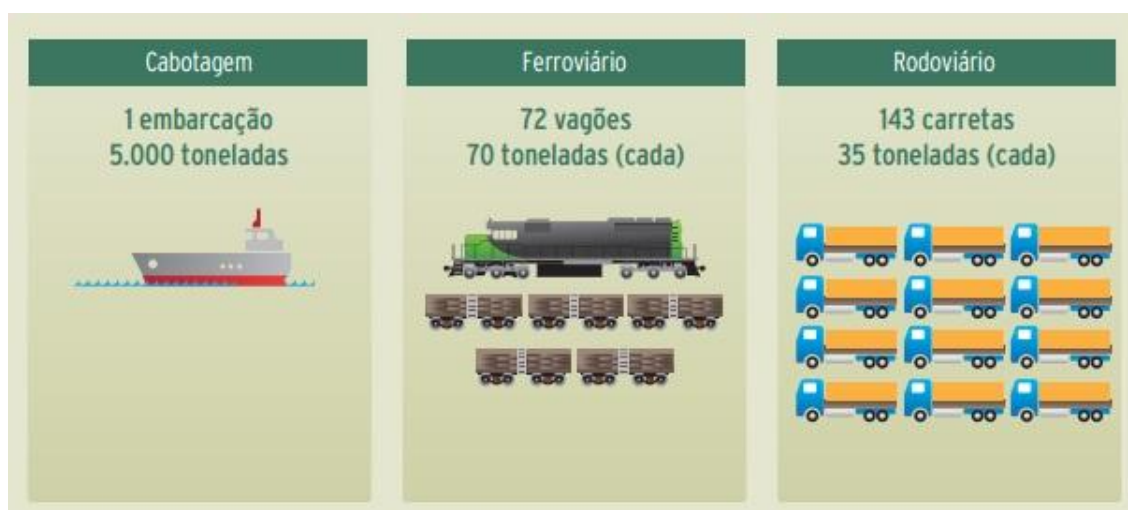 Cabotagem
1 embarcação
5.000 toneladas
Ferroviário
72 vagões
70 toneladas (cada)
Rodoviário
143 carretas
35 toneladas (cada)